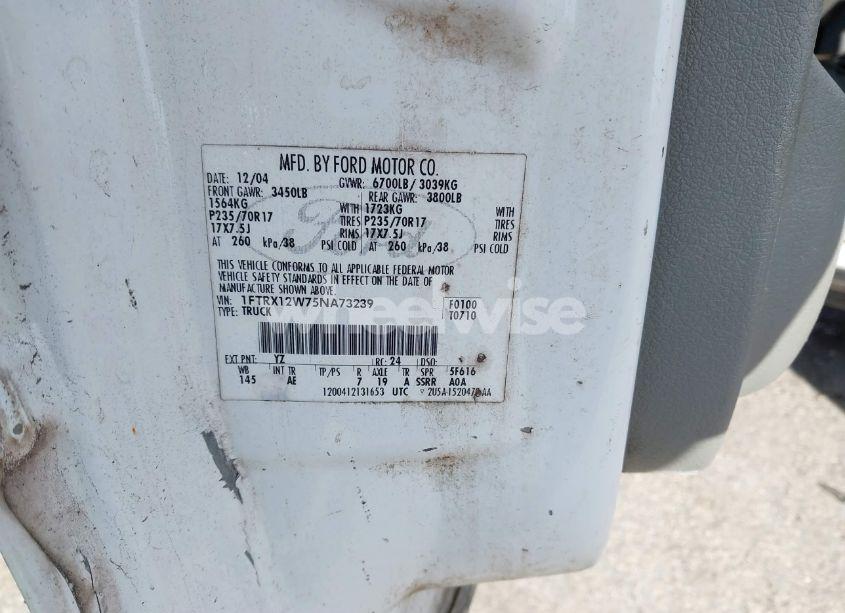 MFD. BY FORD MOTOR CO.
DATE: 12/04 GVWR: 6700LB / 3039KG
FRONT GAWR: 3450LB REAR GAWR: 3800LB
1564KG WITH 1723KG WITH
P235/70R17 TIRES P235/70R17 TIRES
17X7.5J RIMS 17X7.5J RIMS
AT 260 kPa/38 PSI COLD AT 260 kPa/38 PSI COLD
Ford
THIS VEHICLE CONFORMS TO ALL APPLICABLE FEDERAL MOTOR
VEHICLE SAFETY STANDARDS IN EFFECT ON THE DATE OF
MANUFACTURE SHOWN ABOVE.
VIN: 1FTRX12W75NA73239 F0100
TYPE: TRUCK T0710
wheelwise
EXT PNT: YZ RC: 24 DSO:
WB INT TR TP/PS R AXLE TR SPR 5F616
145 AE 7 19 A SSRR A0A
1200412131653 UTC